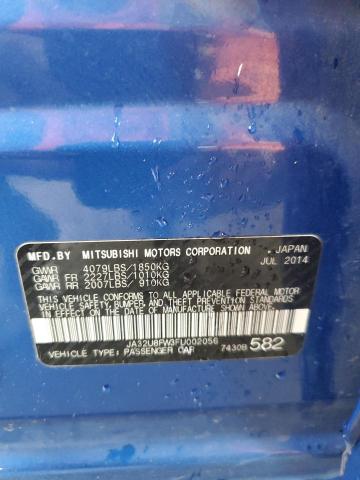 MFD.BY MITSUBISHI MOTORS CORPORATION JAPAN
GVWR 4079LBS/1850KG JUL 2014
GAWR FR 2227LBS/1010KG
GAWR RR 2007LBS/ 910KG
THIS VEHICLE CONFORMS TO ALL APPLICABLE FEDERAL MOTOR
VEHICLE SAFETY, BUMPER AND THEFT PREVENTION STANDARDS IN
EFFECT ON THE DATE OF MANUFACTURE SHOWN ABOVE.
JA32U8FW3FU002056
VEHICLE TYPE: PASSENGER CAR 7430B 582